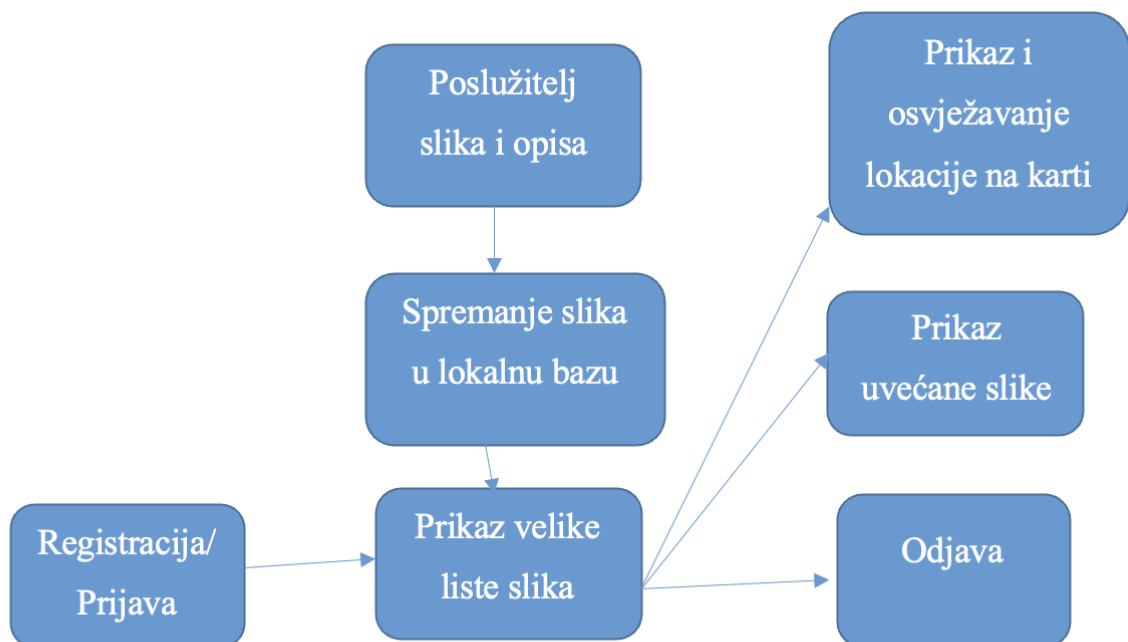 Poslužitelj
slika i opisa
Prikaz i
osvježavanje
lokacije na karti
Spremanje slika
u lokalnu bazu
Prikaz
uvećane slike
Registracija/
Prijava
Prikaz velike
liste slika
Odjava